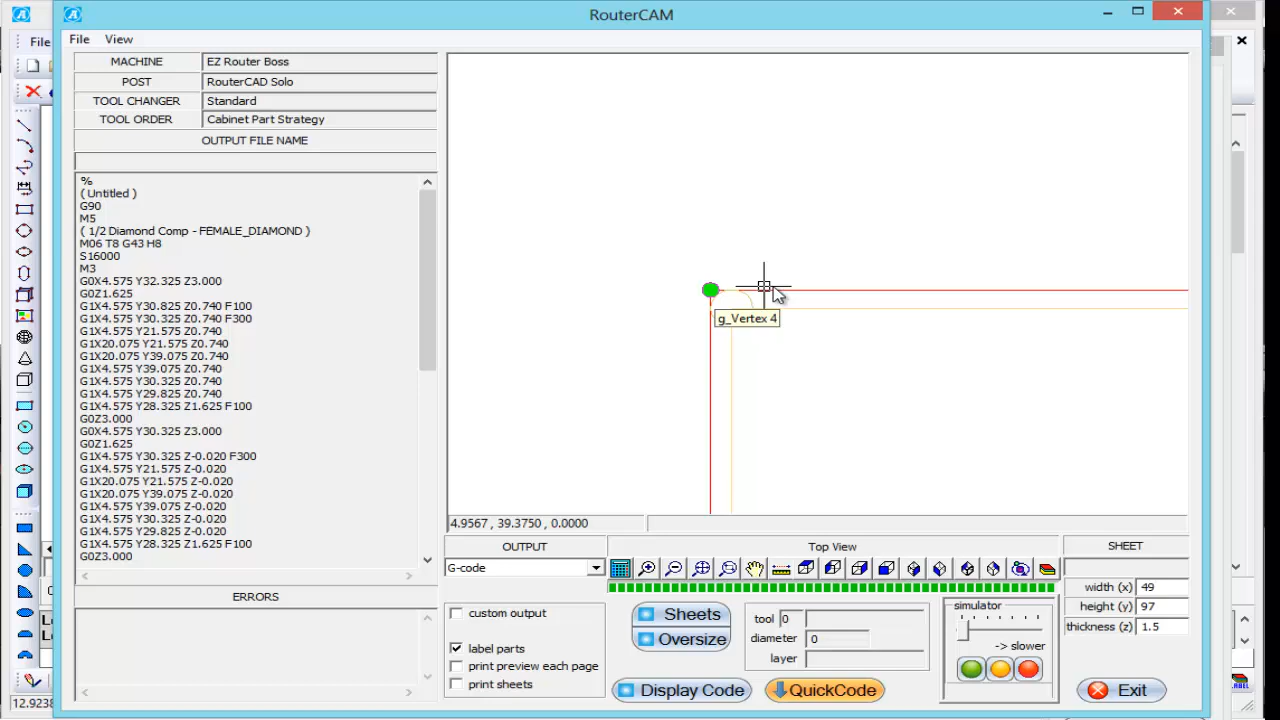 RouterCAM
File
File View
MACHINE EZ Router Boss
POST RouterCAD Solo
TOOL CHANGER Standard
TOOL ORDER Cabinet Part Strategy
OUTPUT FILE NAME
%
( Untitled )
G90
M5
( 1/2 Diamond Comp - FEMALE_DIAMOND )
M06 T8 G43 H8
S16000
M3
G0X4.575 Y32.325 Z3.000
G0Z1.625
G1X4.575 Y30.825 Z0.740 F100
G1X4.575 Y30.325 Z0.740 F300
G1X4.575 Y21.575 Z0.740
G1X20.075 Y21.575 Z0.740
G1X20.075 Y39.075 Z0.740
G1X4.575 Y39.075 Z0.740
G1X4.575 Y30.325 Z0.740
G1X4.575 Y29.825 Z0.740
G1X4.575 Y28.325 Z1.625 F100
G0Z3.000
G0X4.575 Y30.325 Z3.000
G0Z1.625
G1X4.575 Y30.325 Z-0.020 F300
G1X4.575 Y21.575 Z-0.020
G1X20.075 Y21.575 Z-0.020
G1X20.075 Y39.075 Z-0.020
G1X4.575 Y39.075 Z-0.020
G1X4.575 Y30.325 Z-0.020
G1X4.575 Y29.825 Z-0.020
G1X4.575 Y28.325 Z1.625 F100
G0Z3.000
ERRORS
g_Vertex 4
4.9567 , 39.3750 , 0.0000
OUTPUT
G-code
Top View
SHEET
width (x) 49
height (y) 97
thickness (z) 1.5
custom output
label parts
print preview each page
print sheets
Sheets
Oversize
tool 0
diameter 0
layer
simulator
-> slower
Display Code
QuickCode
Exit
12.9238